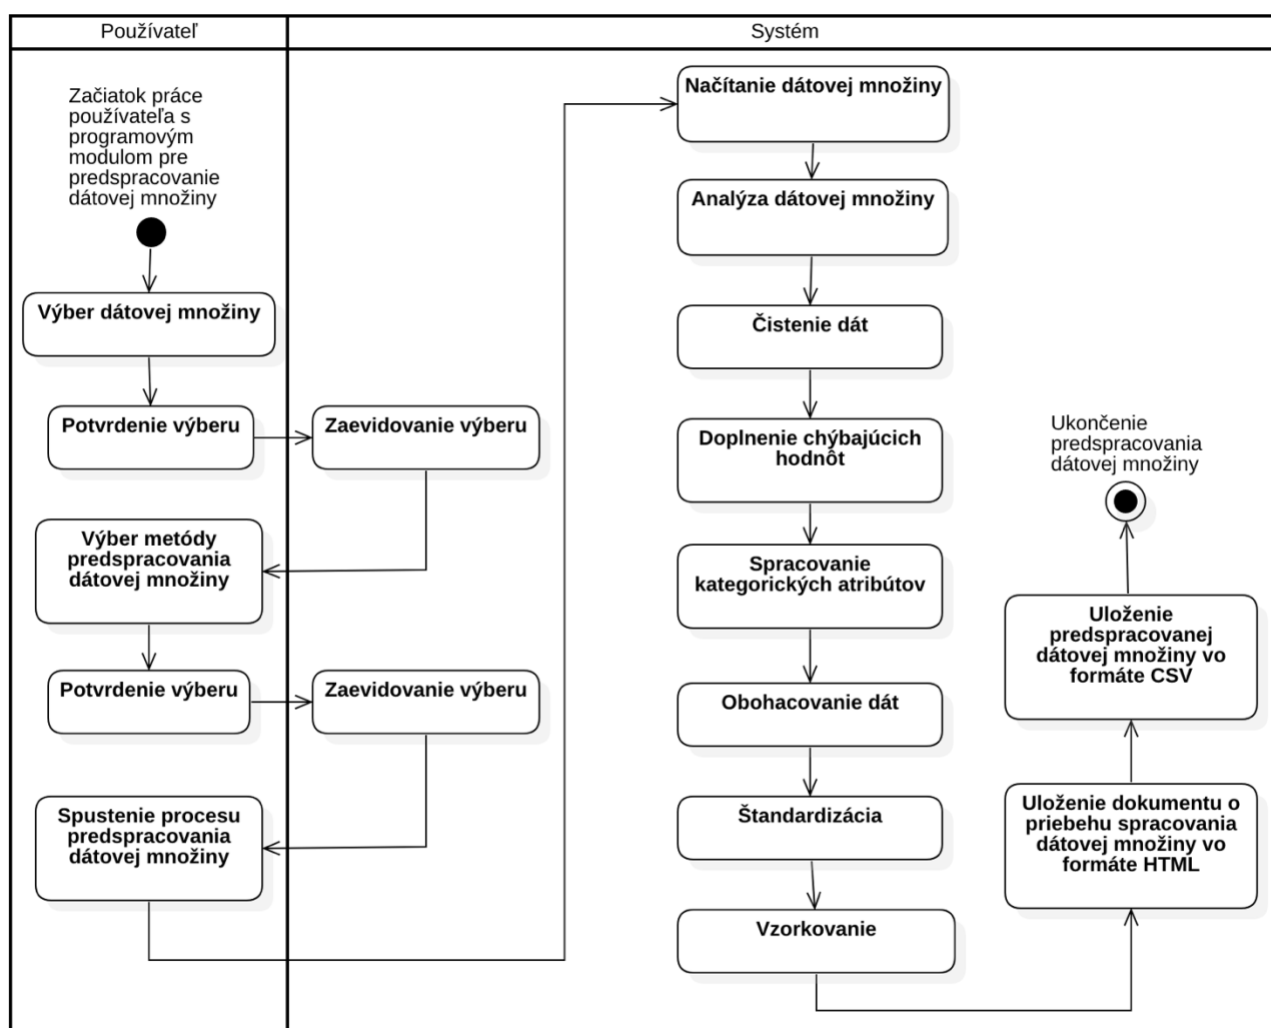 Používateľ
Systém
Začiatok práce
používateľa s
programovým
modulom pre
predspracovanie
dátovej množiny
Výber dátovej množiny
Potvrdenie výberu
Zaevidovanie výberu
Výber metódy
predspracovania
dátovej množiny
Potvrdenie výberu
Zaevidovanie výberu
Spustenie procesu
predspracovania
dátovej množiny
Načítanie dátovej množiny
Analýza dátovej množiny
Čistenie dát
Doplnenie chýbajúcich
hodnôt
Spracovanie
kategorických atribútov
Obohacovanie dát
Štandardizácia
Vzorkovanie
Uloženie dokumentu o
priebehu spracovania
dátovej množiny vo
formáte HTML
Uloženie
predspracovanej
dátovej množiny vo
formáte CSV
Ukončenie
predspracovania
dátovej množiny